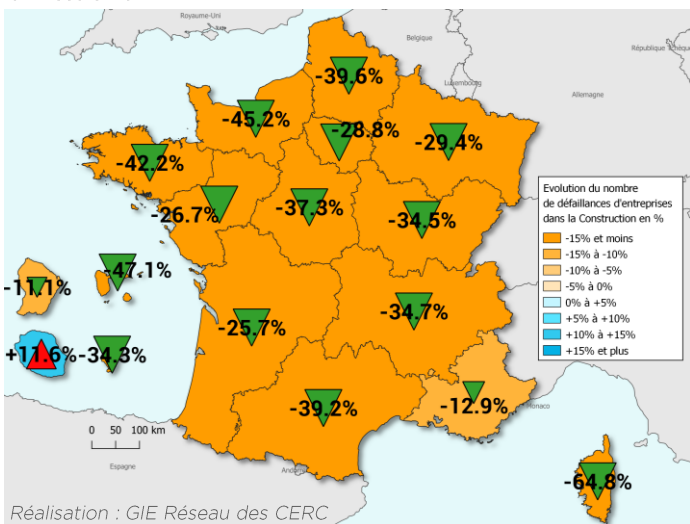 Royaume-Uni
Belgique
République Tchèque
Luxembourg
Allemagne
-39.6%
-45.2%
-28.8%
-29.4%
-42.2%
-26.7%
-37.3%
-34.5%
Evolution du nombre
de défaillances d'entreprises
dans la Construction en %
-15% et moins
-15% à -10%
-10% à -5%
-5% à 0%
0% à +5%
+5% à +10%
+10% à +15%
+15% et plus
-47.1%
-11.1%
-25.7%
-34.7%
+11.6%
-34.3%
-39.2%
-12.9%
Monaco
0 50 100 km
Espagne
-64.8%
Réalisation : GIE Réseau des CERC